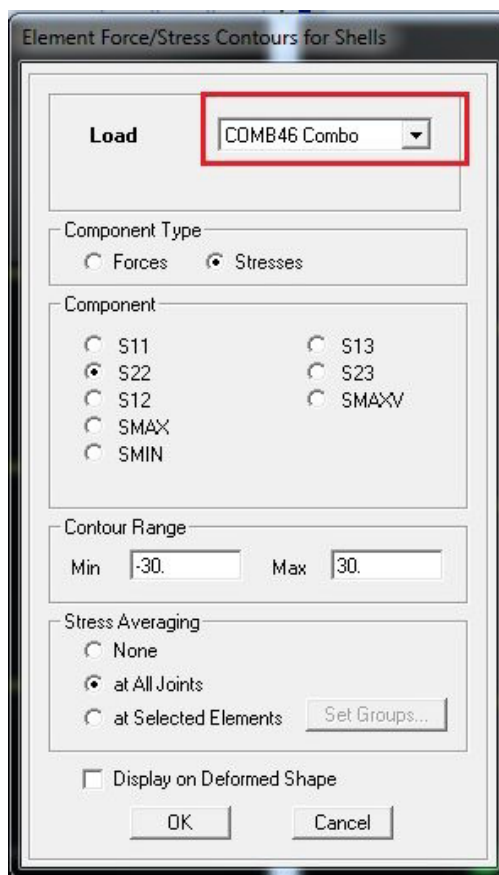 Element Force/Stress Contours for Shells
Load COMB46 Combo
Component Type
Forces Stresses
Component
S11 S13
S22 S23
S12 SMAXV
SMAX
SMIN
Contour Range
Min -30. Max 30.
Stress Averaging
None
at All Joints
at Selected Elements Set Groups...
Display on Deformed Shape
OK Cancel